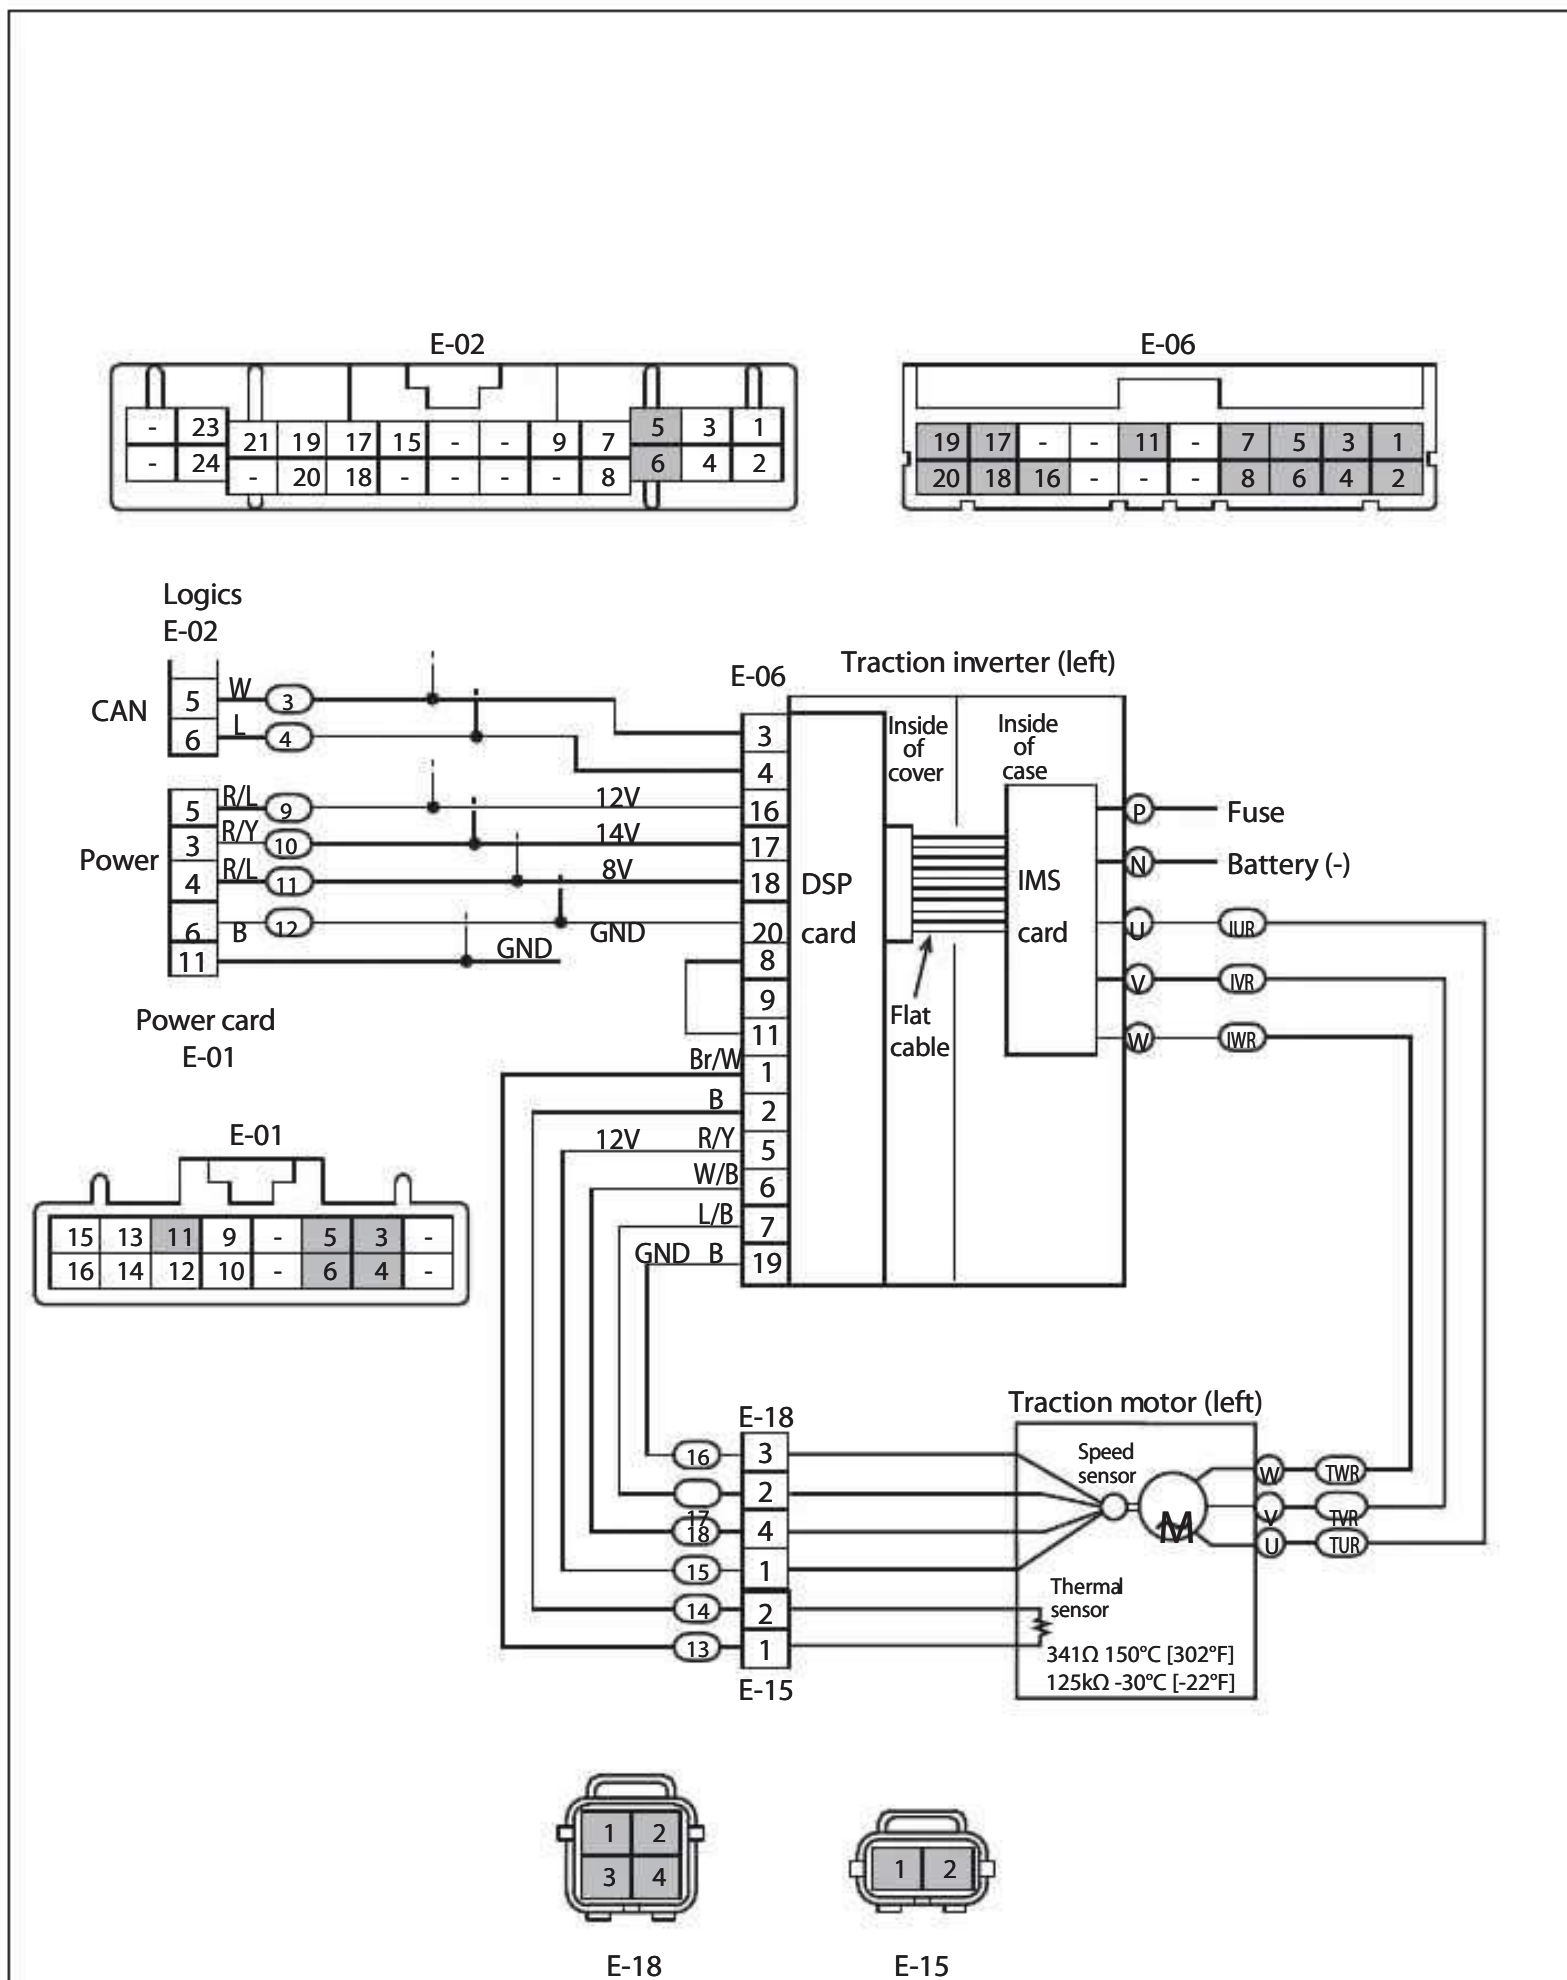 E-02
- 23 21 19 17 15 - - 9 7 5 3 1
- 24 - 20 18 - - - - 8 6 4 2
E-06
19 17 - - 11 - 7 5 3 1
20 18 16 - - - 8 6 4 2
Logics
E-02
CAN
5 W 3
6 L 4
Power
5 R/L 9 12V
3 R/Y 10 14V
4 R/L 11 8V
6 B 12 GND
11 GND
Power card
E-01
E-01
15 13 11 9 - 5 3 -
16 14 12 10 - 6 4 -
E-06
3
4
16
17
18
20
8
9
11
Br/W 1
B 2
12V R/Y 5
W/B 6
L/B 7
GND B 19
Traction inverter (left)
DSP
card
Inside
of
cover
Inside
of
case
IMS
card
Flat
cable
P Fuse
N Battery (-)
U IUR
V IVR
W IWR
E-18
16 3
2
17
18 4
15 1
14 2
13 1
E-15
Traction motor (left)
Speed
sensor
M
W TWR
V TVR
U TUR
Thermal
sensor
341Ω 150°C [302°F]
125kΩ -30°C [-22°F]
1 2
3 4
E-18
1 2
E-15